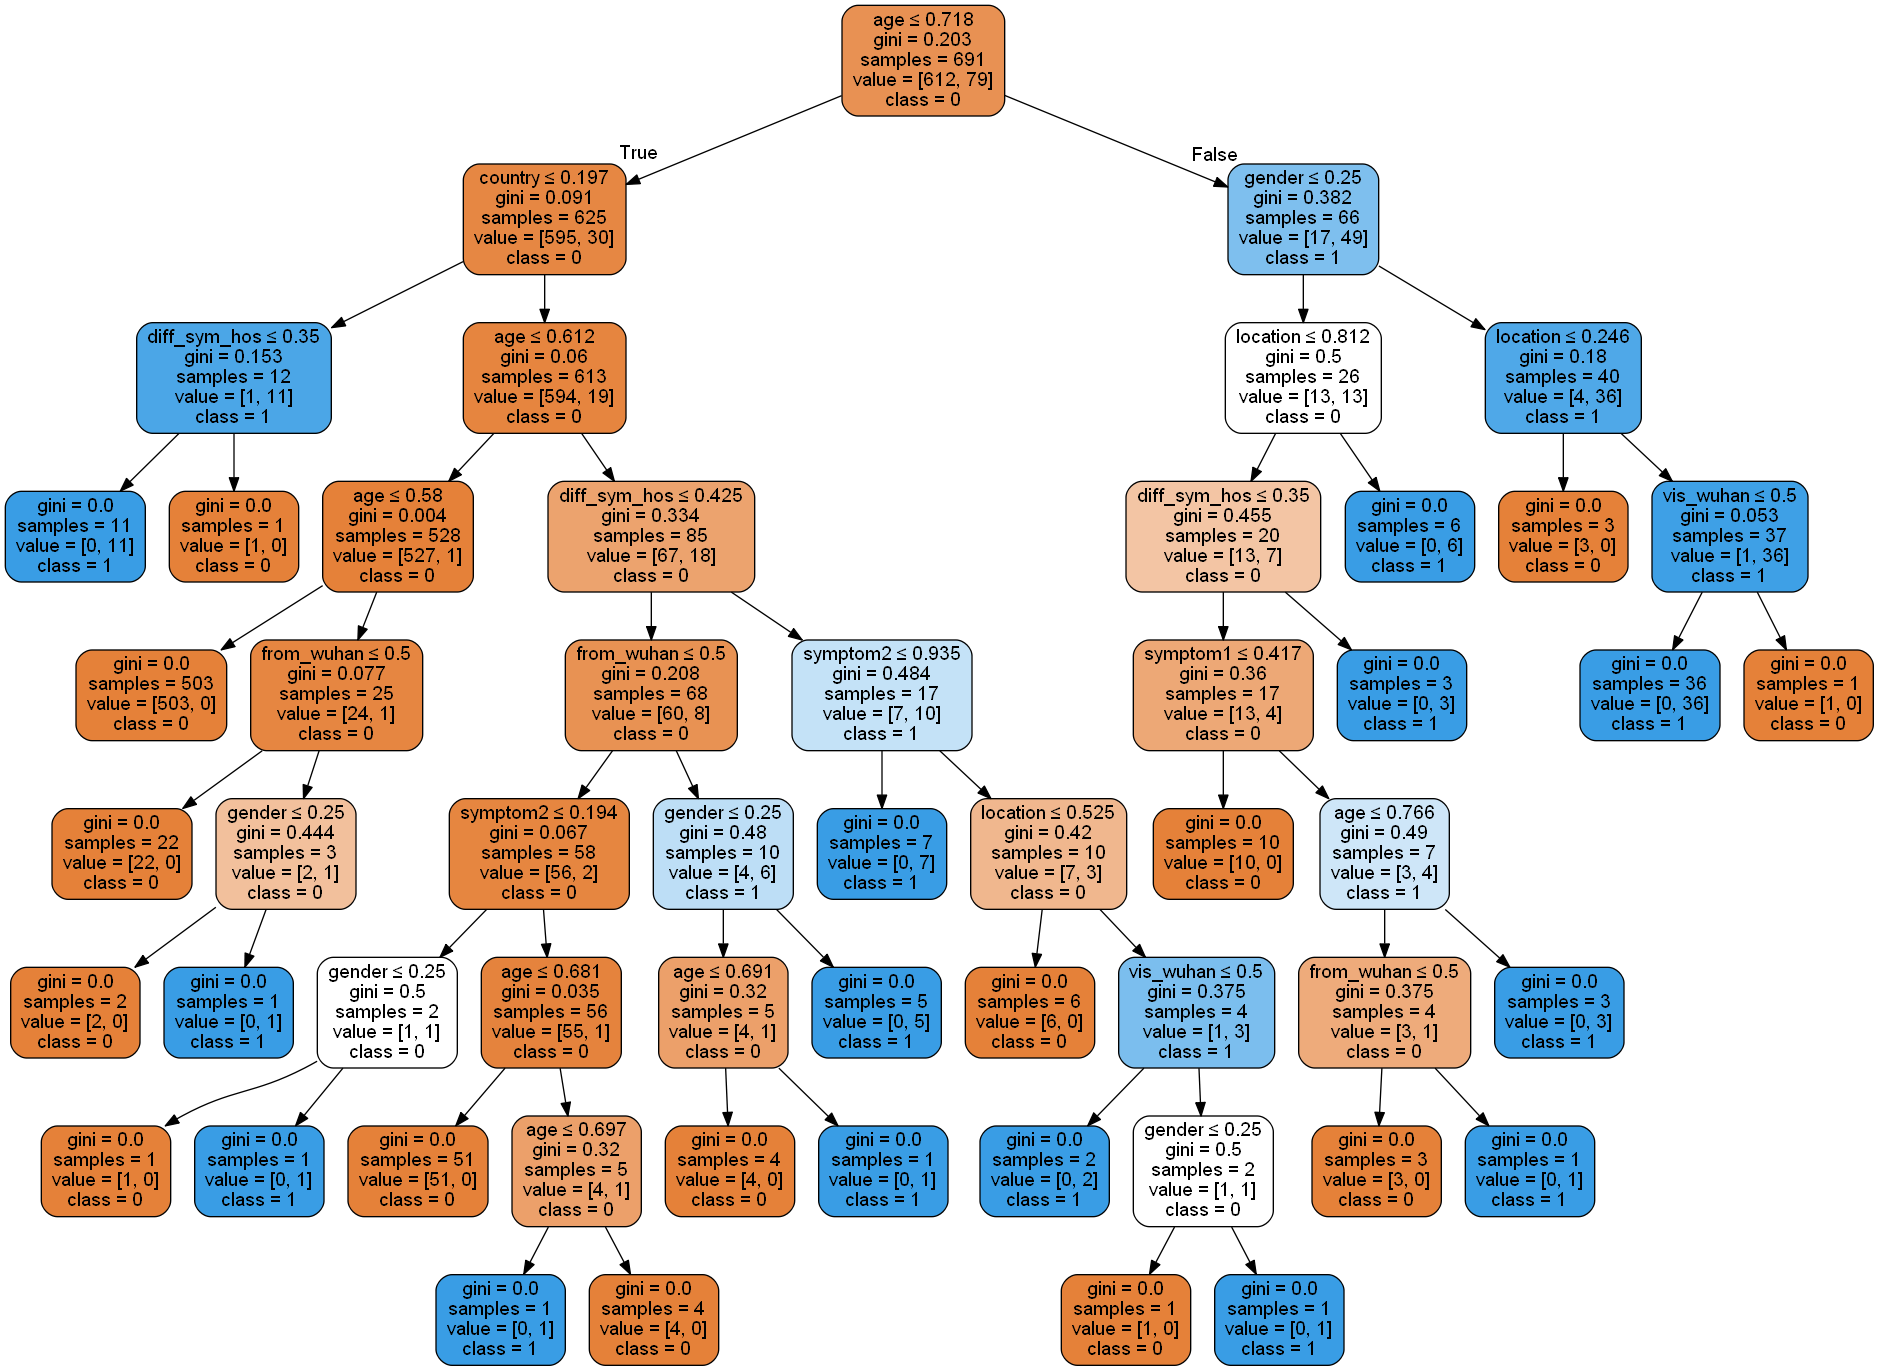 age ≤ 0.718
gini = 0.203
samples = 691
value = [612, 79]
class = 0
True
False
country ≤ 0.197
gini = 0.091
samples = 625
value = [595, 30]
class = 0
gender ≤ 0.25
gini = 0.382
samples = 66
value = [17, 49]
class = 1
diff_sym_hos ≤ 0.35
gini = 0.153
samples = 12
value = [1, 11]
class = 1
age ≤ 0.612
gini = 0.06
samples = 613
value = [594, 19]
class = 0
location ≤ 0.812
gini = 0.5
samples = 26
value = [13, 13]
class = 0
location ≤ 0.246
gini = 0.18
samples = 40
value = [4, 36]
class = 1
gini = 0.0
samples = 11
value = [0, 11]
class = 1
gini = 0.0
samples = 1
value = [1, 0]
class = 0
age ≤ 0.58
gini = 0.004
samples = 528
value = [527, 1]
class = 0
diff_sym_hos ≤ 0.425
gini = 0.334
samples = 85
value = [67, 18]
class = 0
diff_sym_hos ≤ 0.35
gini = 0.455
samples = 20
value = [13, 7]
class = 0
gini = 0.0
samples = 6
value = [0, 6]
class = 1
gini = 0.0
samples = 3
value = [3, 0]
class = 0
vis_wuhan ≤ 0.5
gini = 0.053
samples = 37
value = [1, 36]
class = 1
gini = 0.0
samples = 503
value = [503, 0]
class = 0
from_wuhan ≤ 0.5
gini = 0.077
samples = 25
value = [24, 1]
class = 0
from_wuhan ≤ 0.5
gini = 0.208
samples = 68
value = [60, 8]
class = 0
symptom2 ≤ 0.935
gini = 0.484
samples = 17
value = [7, 10]
class = 1
symptom1 ≤ 0.417
gini = 0.36
samples = 17
value = [13, 4]
class = 0
gini = 0.0
samples = 3
value = [0, 3]
class = 1
gini = 0.0
samples = 36
value = [0, 36]
class = 1
gini = 0.0
samples = 1
value = [1, 0]
class = 0
gini = 0.0
samples = 22
value = [22, 0]
class = 0
gender ≤ 0.25
gini = 0.444
samples = 3
value = [2, 1]
class = 0
symptom2 ≤ 0.194
gini = 0.067
samples = 58
value = [56, 2]
class = 0
gender ≤ 0.25
gini = 0.48
samples = 10
value = [4, 6]
class = 1
gini = 0.0
samples = 7
value = [0, 7]
class = 1
location ≤ 0.525
gini = 0.42
samples = 10
value = [7, 3]
class = 0
gini = 0.0
samples = 10
value = [10, 0]
class = 0
age ≤ 0.766
gini = 0.49
samples = 7
value = [3, 4]
class = 1
gini = 0.0
samples = 2
value = [2, 0]
class = 0
gini = 0.0
samples = 1
value = [0, 1]
class = 1
gender ≤ 0.25
gini = 0.5
samples = 2
value = [1, 1]
class = 0
age ≤ 0.681
gini = 0.035
samples = 56
value = [55, 1]
class = 0
age ≤ 0.691
gini = 0.32
samples = 5
value = [4, 1]
class = 0
gini = 0.0
samples = 5
value = [0, 5]
class = 1
gini = 0.0
samples = 6
value = [6, 0]
class = 0
vis_wuhan ≤ 0.5
gini = 0.375
samples = 4
value = [1, 3]
class = 1
from_wuhan ≤ 0.5
gini = 0.375
samples = 4
value = [3, 1]
class = 0
gini = 0.0
samples = 3
value = [0, 3]
class = 1
gini = 0.0
samples = 1
value = [1, 0]
class = 0
gini = 0.0
samples = 1
value = [0, 1]
class = 1
gini = 0.0
samples = 51
value = [51, 0]
class = 0
age ≤ 0.697
gini = 0.32
samples = 5
value = [4, 1]
class = 0
gini = 0.0
samples = 4
value = [4, 0]
class = 0
gini = 0.0
samples = 1
value = [0, 1]
class = 1
gini = 0.0
samples = 2
value = [0, 2]
class = 1
gender ≤ 0.25
gini = 0.5
samples = 2
value = [1, 1]
class = 0
gini = 0.0
samples = 3
value = [3, 0]
class = 0
gini = 0.0
samples = 1
value = [0, 1]
class = 1
gini = 0.0
samples = 1
value = [0, 1]
class = 1
gini = 0.0
samples = 4
value = [4, 0]
class = 0
gini = 0.0
samples = 1
value = [1, 0]
class = 0
gini = 0.0
samples = 1
value = [0, 1]
class = 1